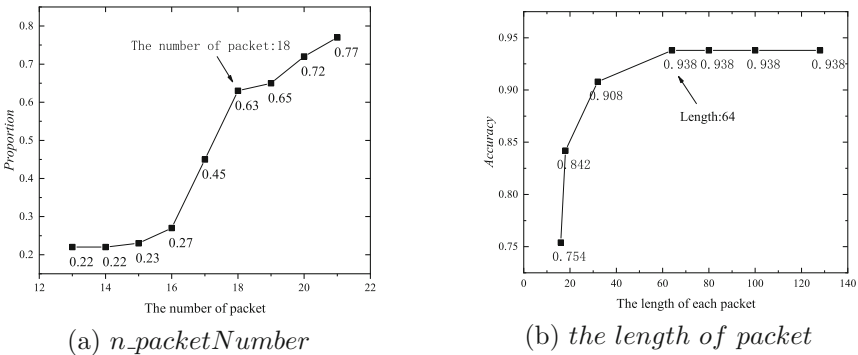 0.8
0.7
0.6
0.5
0.4
0.3
0.2
Proportion
The number of packet:18
0.22
0.22
0.23
0.27
0.45
0.63
0.65
0.72
0.77
12 14 16 18 20 22
The number of packet
(a) n_packetNumber
0.95
0.90
0.85
0.80
0.75
Accuracy
0.754
0.842
0.908
0.938
0.938
0.938
0.938
Length:64
0 20 40 60 80 100 120 140
The length of each packet
(b) the length of packet